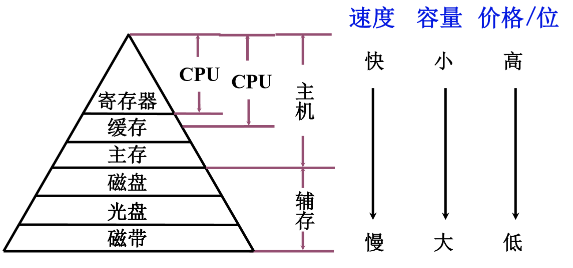 速度 容量 价格/位
快 小 高
CPU
CPU
主机
寄存器
缓存
主存
磁盘
辅存
光盘
磁带
慢 大 低